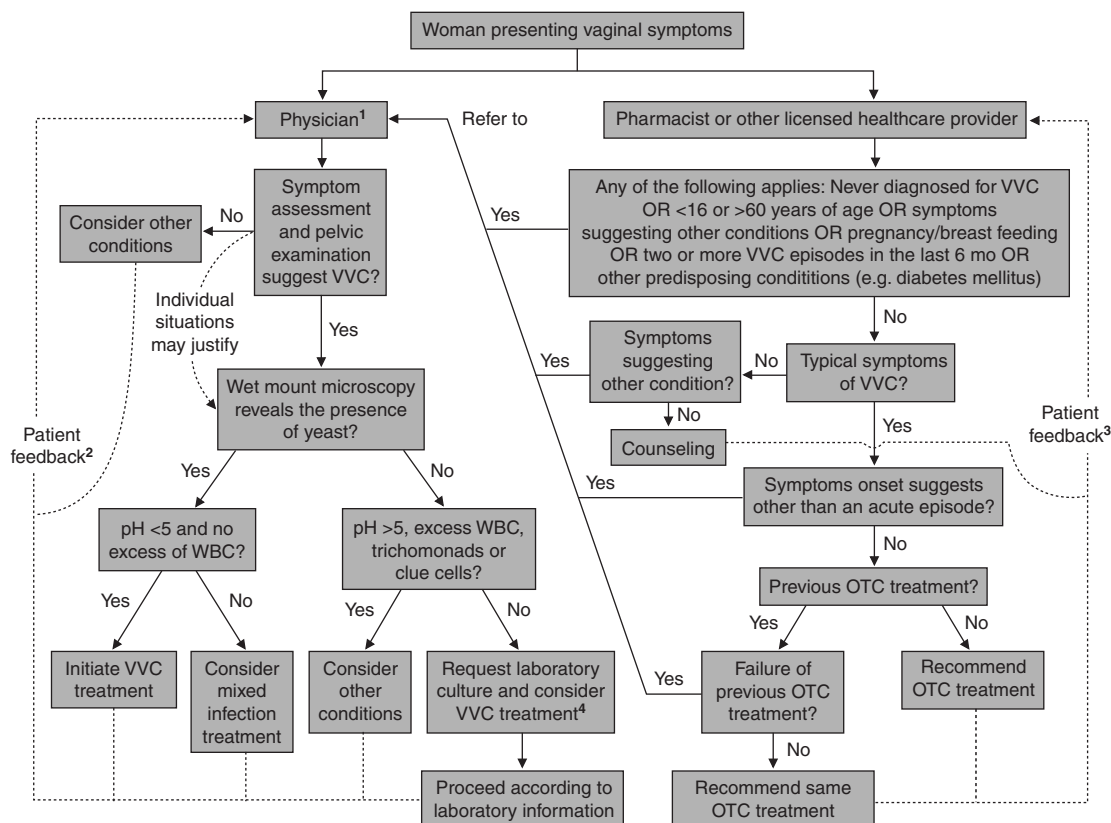 Woman presenting vaginal symptoms
Physician1
Refer to
Pharmacist or other licensed healthcare provider
Symptom
assessment
and pelvic
examination
suggest VVC?
No
Consider other
conditions
Individual
situations
may justify
Yes
Yes
Any of the following applies: Never diagnosed for VVC
OR <16 or >60 years of age OR symptoms
suggesting other conditions OR pregnancy/breast feeding
OR two or more VVC episodes in the last 6 mo OR
other predisposing condititions (e.g. diabetes mellitus)
No
Yes
Symptoms
suggesting
other condition?
No
Typical symptoms
of VVC?
No
Counseling
Yes
Patient
feedback3
Wet mount microscopy
reveals the presence
of yeast?
Patient
feedback2
Yes
No
Yes
Symptoms onset suggests
other than an acute episode?
No
pH <5 and no
excess of WBC?
pH >5, excess WBC,
trichomonads or
clue cells?
Previous OTC treatment?
Yes
No
Yes
No
Yes
No
Initiate VVC
treatment
Consider
mixed
infection
treatment
Consider
other
conditions
Request laboratory
culture and consider
VVC treatment4
Yes
Failure of
previous OTC
treatment?
Recommend
OTC treatment
No
Proceed according to
laboratory information
Recommend same
OTC treatment